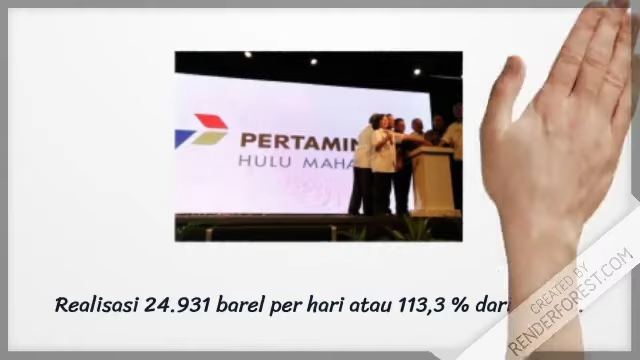 PERTAMIN
HULU MAHA
Realisasi 24.931 barel per hari atau 113,3 % dari
CREATED BY
RENDERFOREST.COM